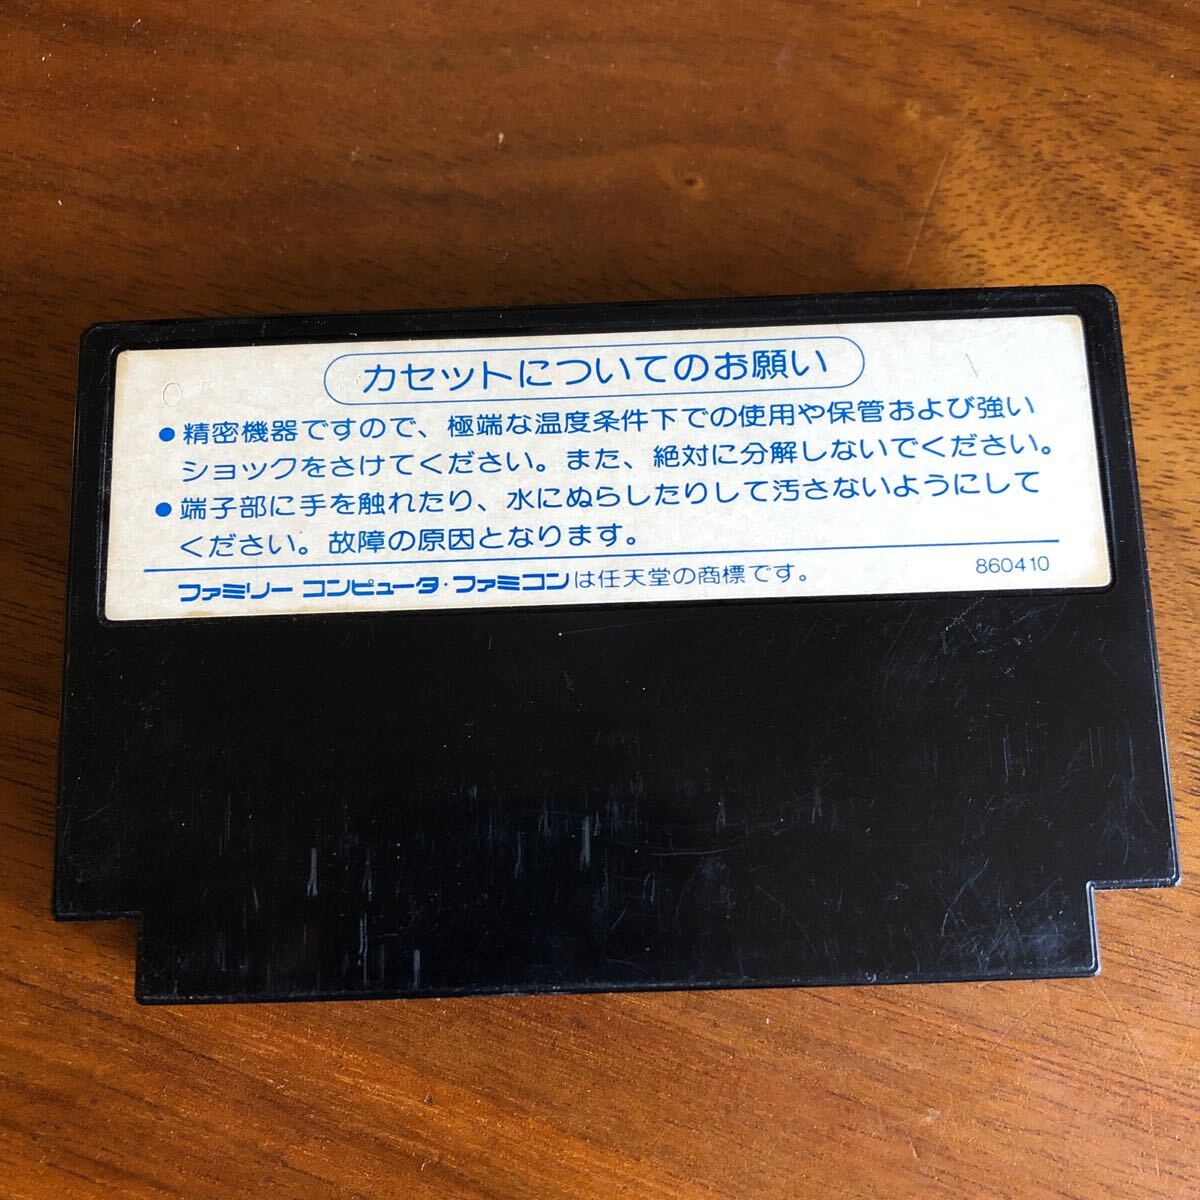 カセットについてのお願い
●精密機器ですので、極端な温度条件下での使用や保管および強い
ショックをさけてください。また、絶対に分解しないでください。
●端子部に手を触れたり、水にぬらしたりして汚さないようにして
ください。故障の原因となります。
ファミリー コンピュータ・ファミコンは任天堂の商標です。
860410